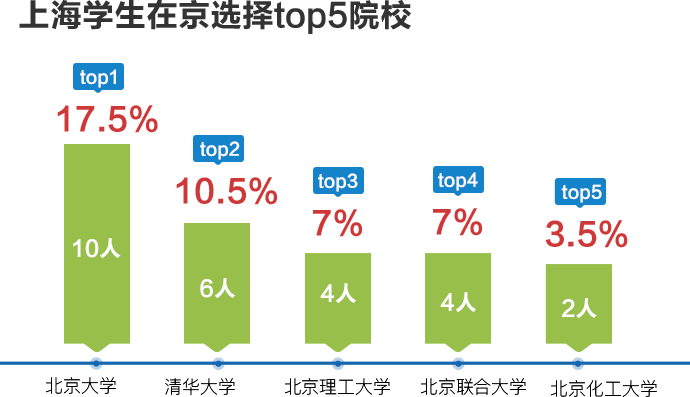 上海学生在京选择top5院校
top1
17.5%
10人
北京大学
top2
10.5%
6人
清华大学
top3
7%
4人
北京理工大学
top4
7%
4人
北京联合大学
top5
3.5%
2人
北京化工大学